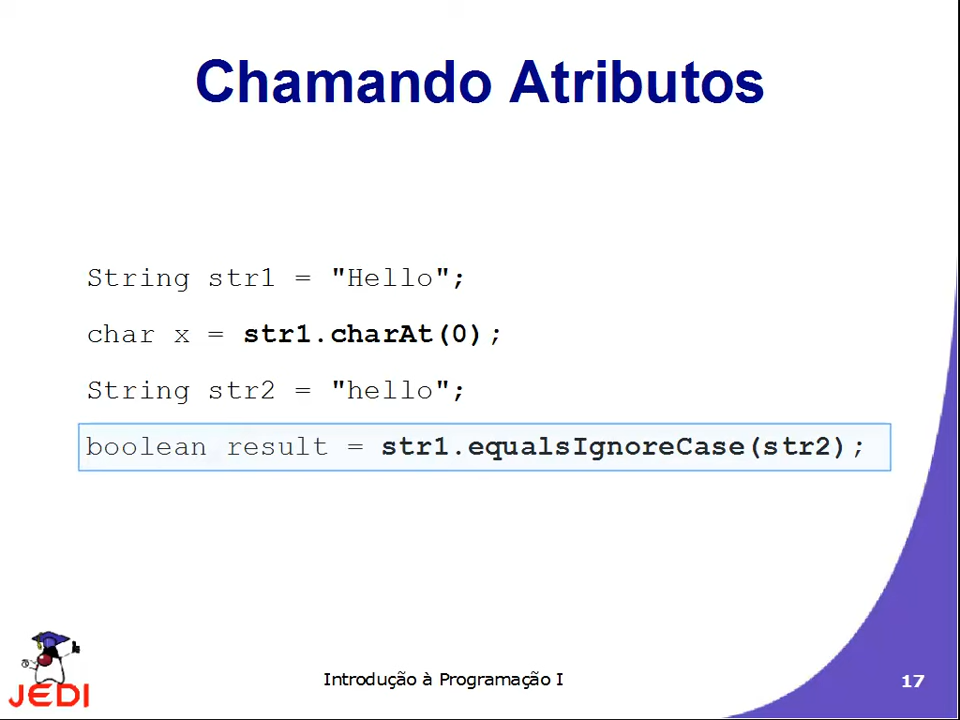 Chamando Atributos
String str1 = "Hello";
char x = str1.charAt(0);
String str2 = "hello";
boolean result = str1.equalsIgnoreCase(str2);
JEDI
Introdução à Programação I
17